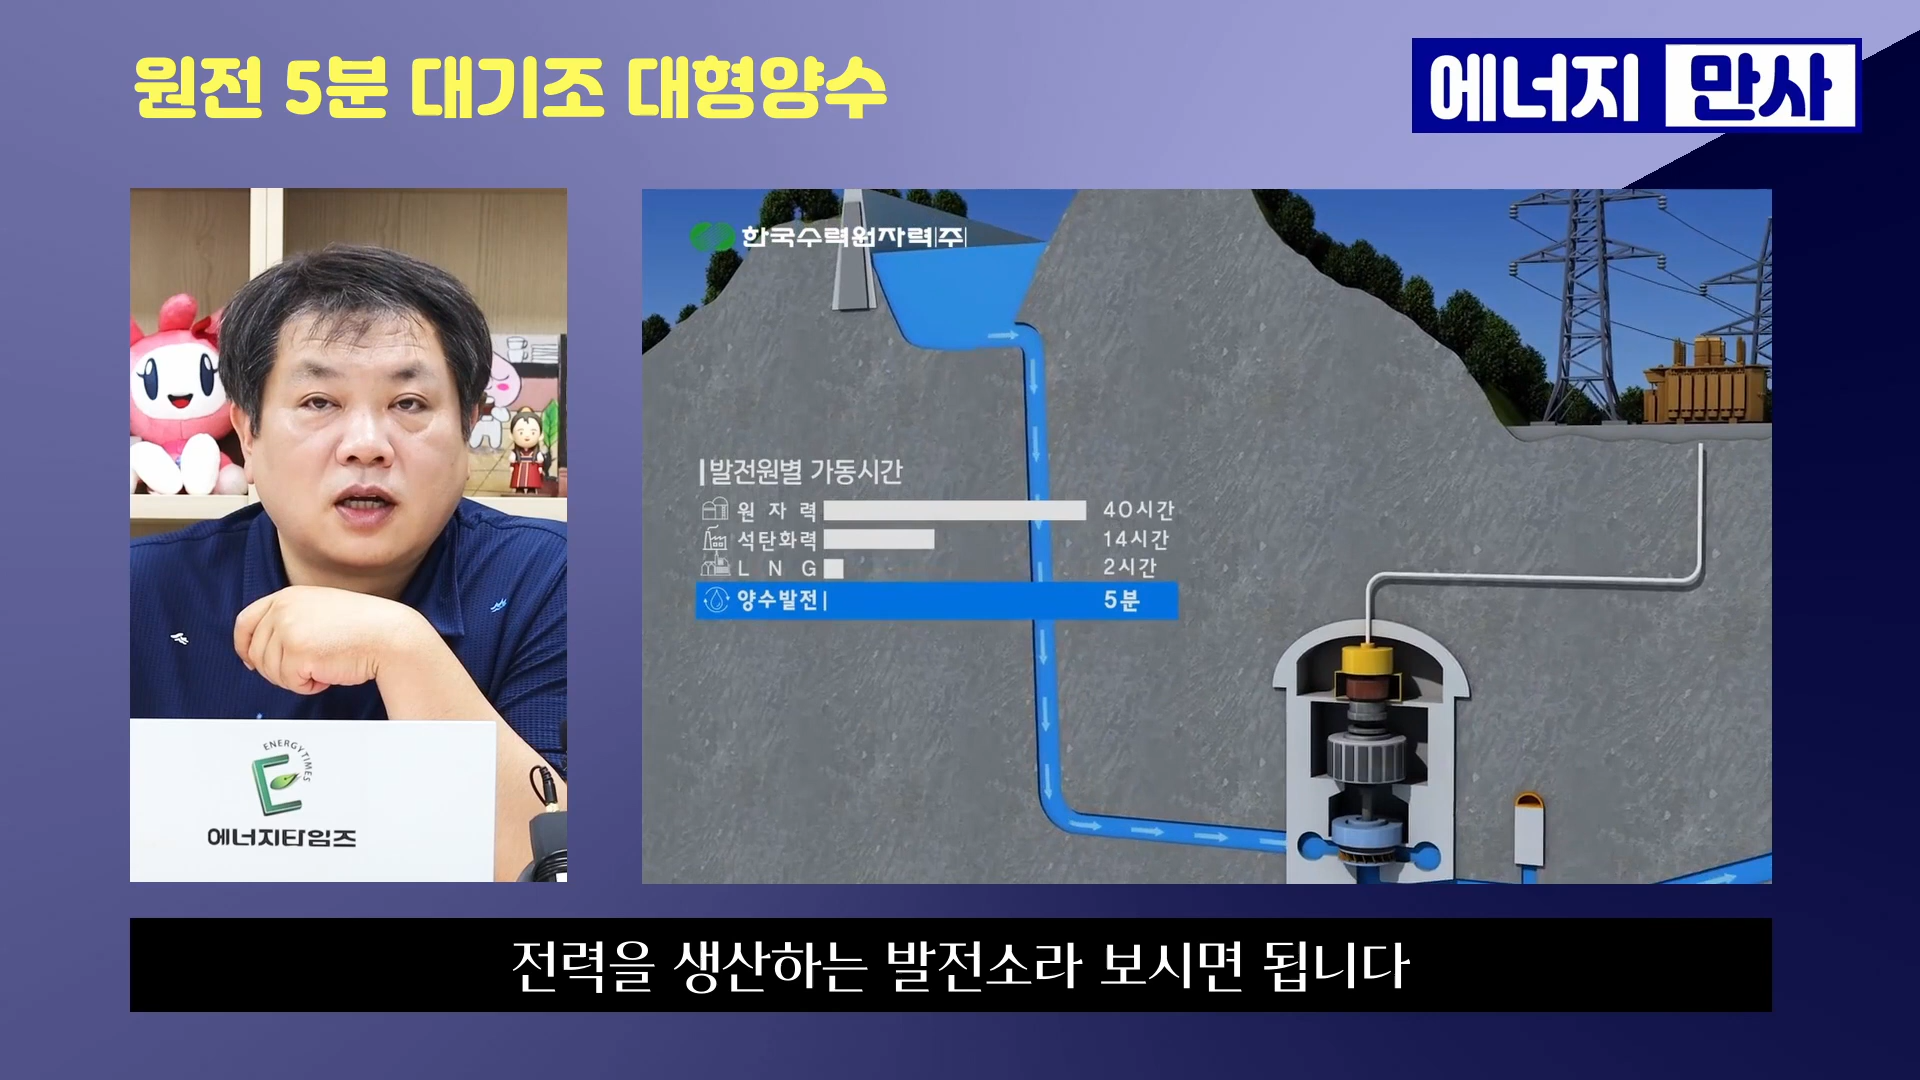 원전 5분 대기조 대형양수
에너지 만사
한국수력원자력(주)
발전원별 가동시간
원 자 력 40시간
석탄화력 14시간
L N G 2시간
양수발전 5분
ENERGY TIMES
에너지타임즈
전력을 생산하는 발전소라 보시면 됩니다